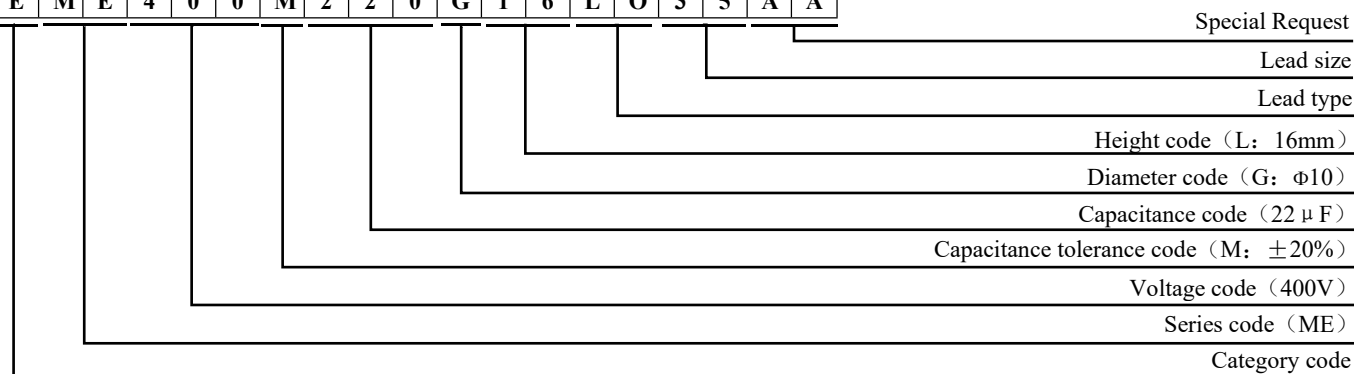 E M E 4 0 0 M 2 2 0 G 1 6 L O 3 5 A A
Special Request
Lead size
Lead type
Height code（L：16mm）
Diameter code（G：Φ10）
Capacitance code（22μF）
Capacitance tolerance code（M：±20%）
Voltage code（400V）
Series code（ME）
Category code